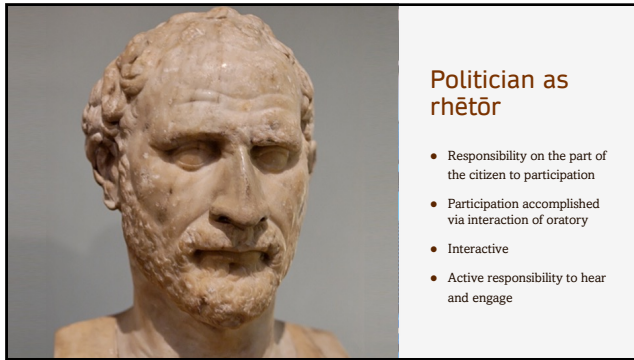 Politician as
rhētōr
● Responsibility on the part of
the citizen to participation
● Participation accomplished
via interaction of oratory
● Interactive
● Active responsibility to hear
and engage